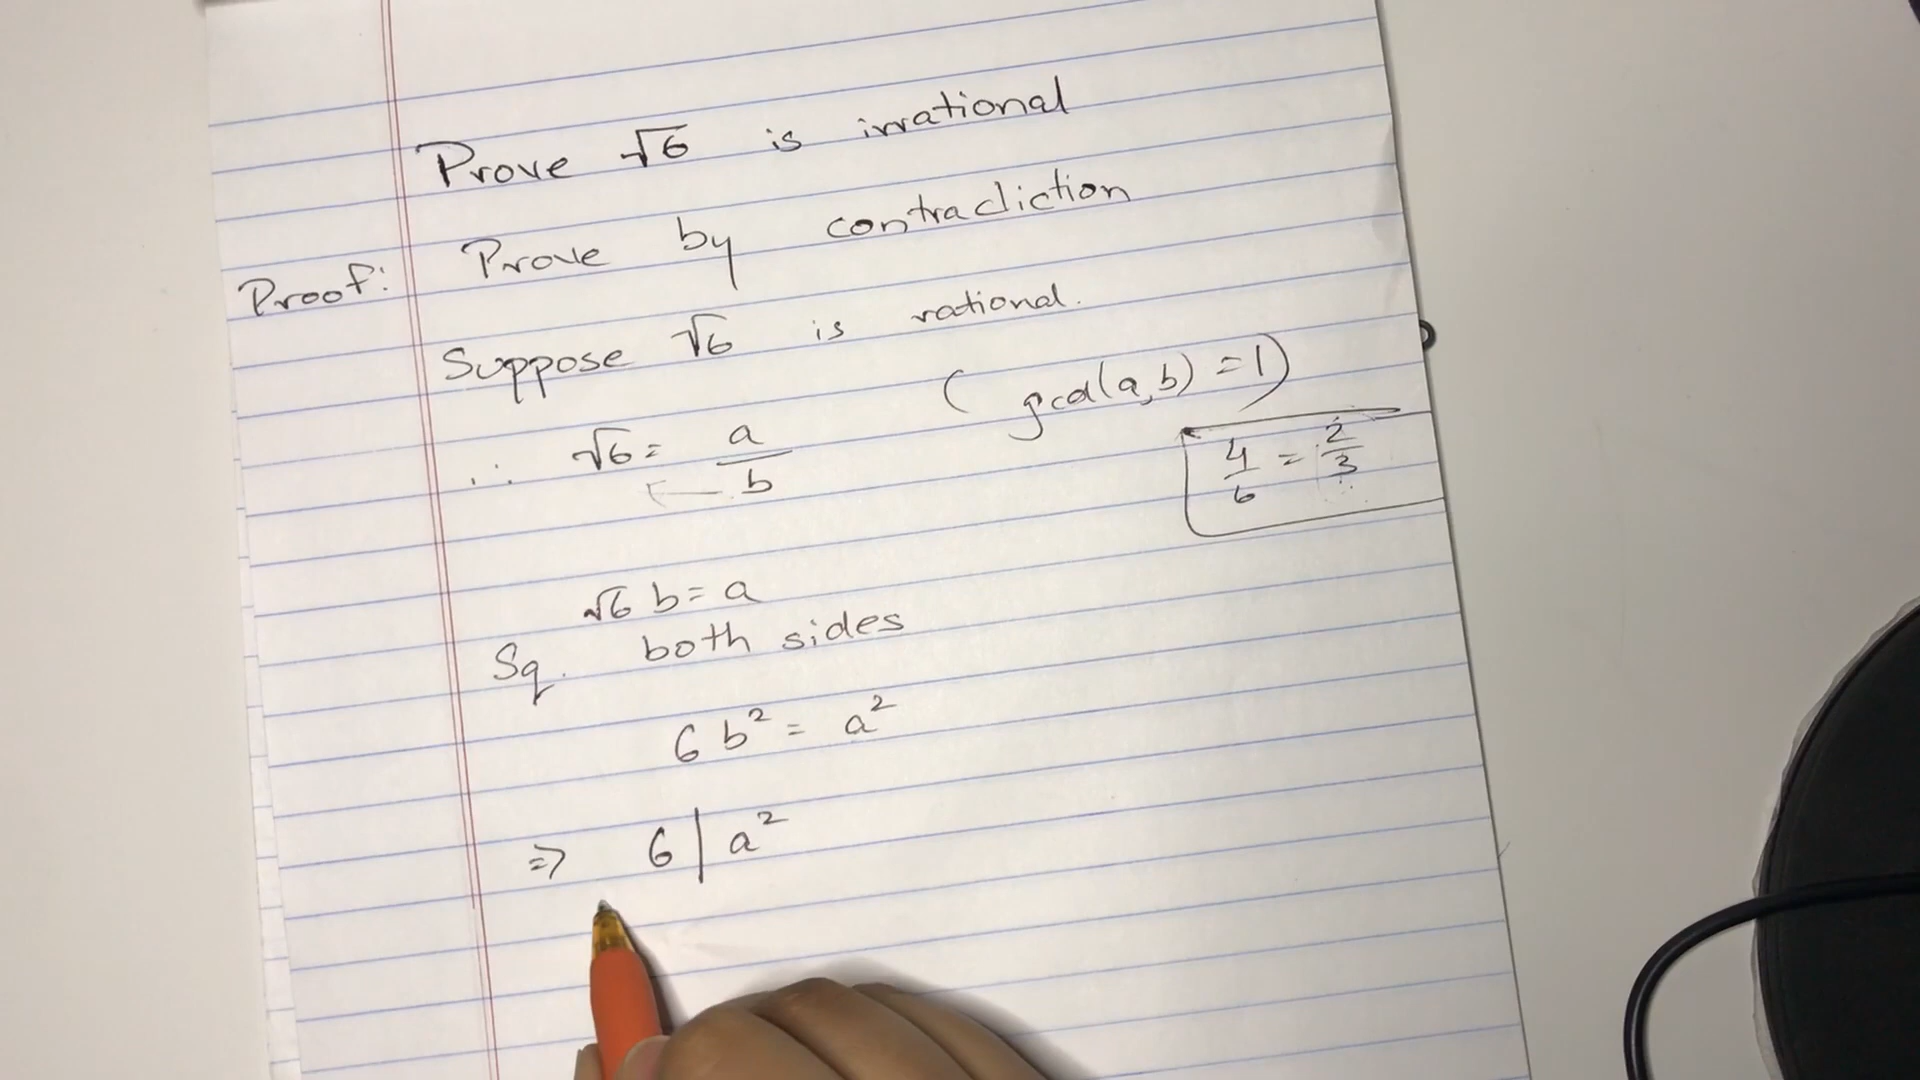 Prove √6 is irrational
Proof: Prove by contradiction
Suppose √6 is rational.
∴ √6 = a/b (gcd(a,b) = 1)
4/6 = 2/3
√6 b = a
Sq. both sides
6b² = a²
⇒ 6 | a²